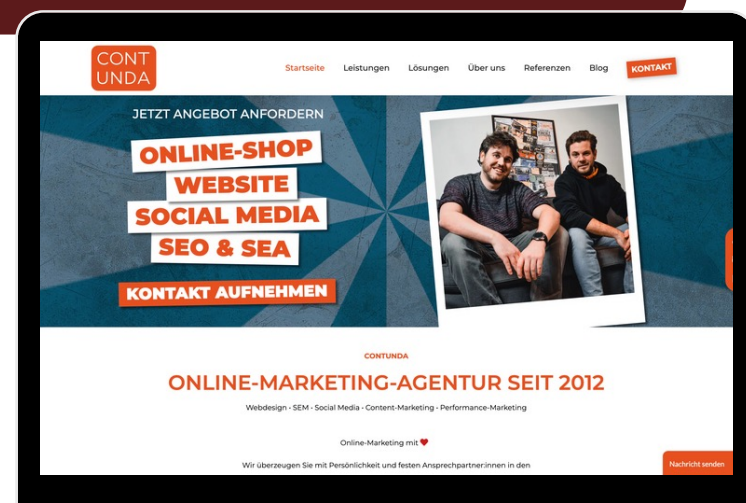 CONT
UNDA
Startseite Leistungen Lösungen Über uns Referenzen Blog KONTAKT
JETZT ANGEBOT ANFORDERN
ONLINE-SHOP
WEBSITE
SOCIAL MEDIA
SEO & SEA
KONTAKT AUFNEHMEN
CONTUNDA
ONLINE-MARKETING-AGENTUR SEIT 2012
Webdesign - SEM - Social Media - Content-Marketing - Performance-Marketing
Online-Marketing mit ❤
Wir überzeugen Sie mit Persönlichkeit und festen Ansprechpartner:innen in den
Nachricht senden